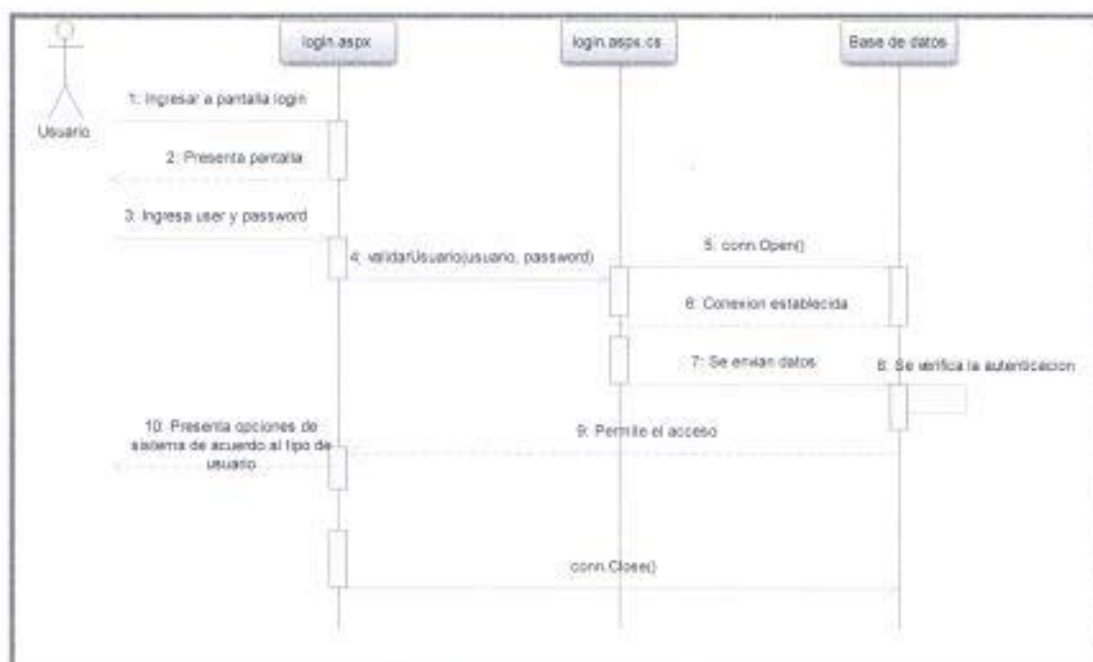 login.aspx
login.aspx.cs
Base de datos
Usuario
1: Ingresar a pantalla login
2: Presenta pantalla
3: Ingresa user y password
4: validarUsuario(usuario, password)
5: conn.Open()
6: Conexion establecida
7: Se envian datos
8: Se verifica la autenticacion
9: Permite el acceso
10: Presenta opciones de
sistema de acuerdo al tipo de
usuario
conn.Close()